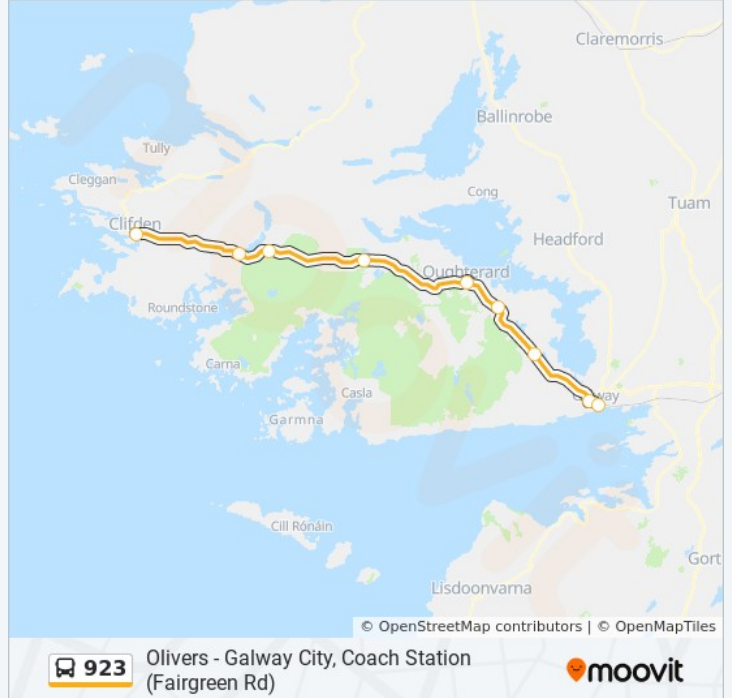 Claremorris
Ballinrobe
Tully
Cleggan
Cong
Tuam
Clifden
Headford
Oughterard
Roundstone
Carna
Casla
Galway
Garmna
Cill Rónáin
Gort
Lisdoonvarna
© OpenStreetMap contributors | © OpenMapTiles
923
Olivers - Galway City, Coach Station
(Fairgreen Rd)
moovit